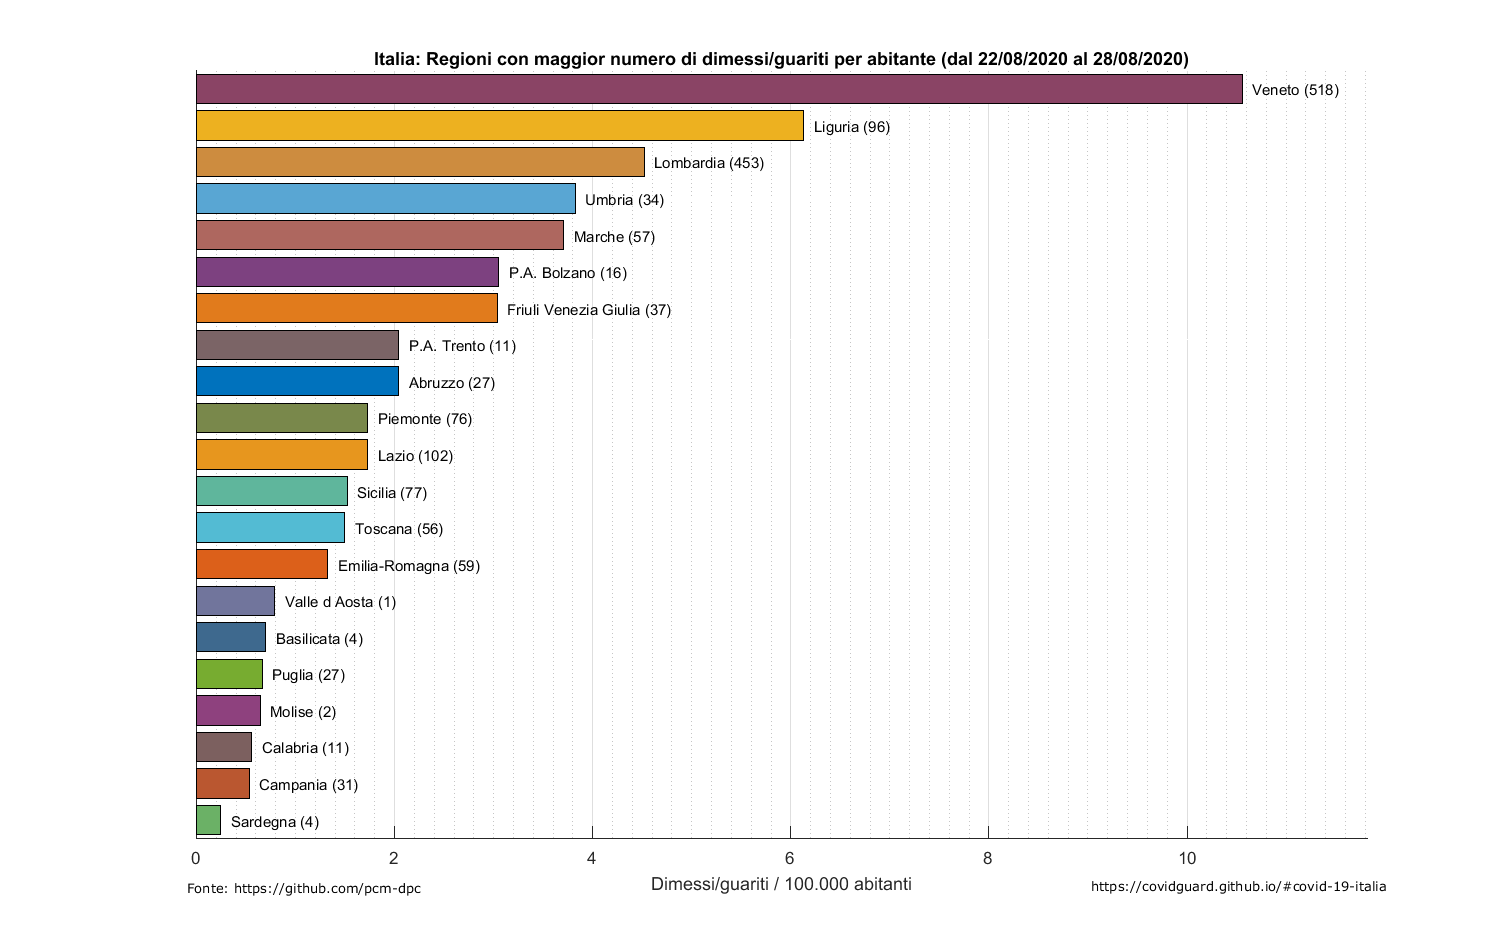 Italia: Regioni con maggior numero di dimessi/guariti per abitante (dal 22/08/2020 al 28/08/2020)
Veneto (518)
Liguria (96)
Lombardia (453)
Umbria (34)
Marche (57)
P.A. Bolzano (16)
Friuli Venezia Giulia (37)
P.A. Trento (11)
Abruzzo (27)
Piemonte (76)
Lazio (102)
Sicilia (77)
Toscana (56)
Emilia-Romagna (59)
Valle d Aosta (1)
Basilicata (4)
Puglia (27)
Molise (2)
Calabria (11)
Campania (31)
Sardegna (4)
0 2 4 6 8 10
Dimessi/guariti / 100.000 abitanti
Fonte: https://github.com/pcm-dpc
https://covidguard.github.io/#covid-19-italia